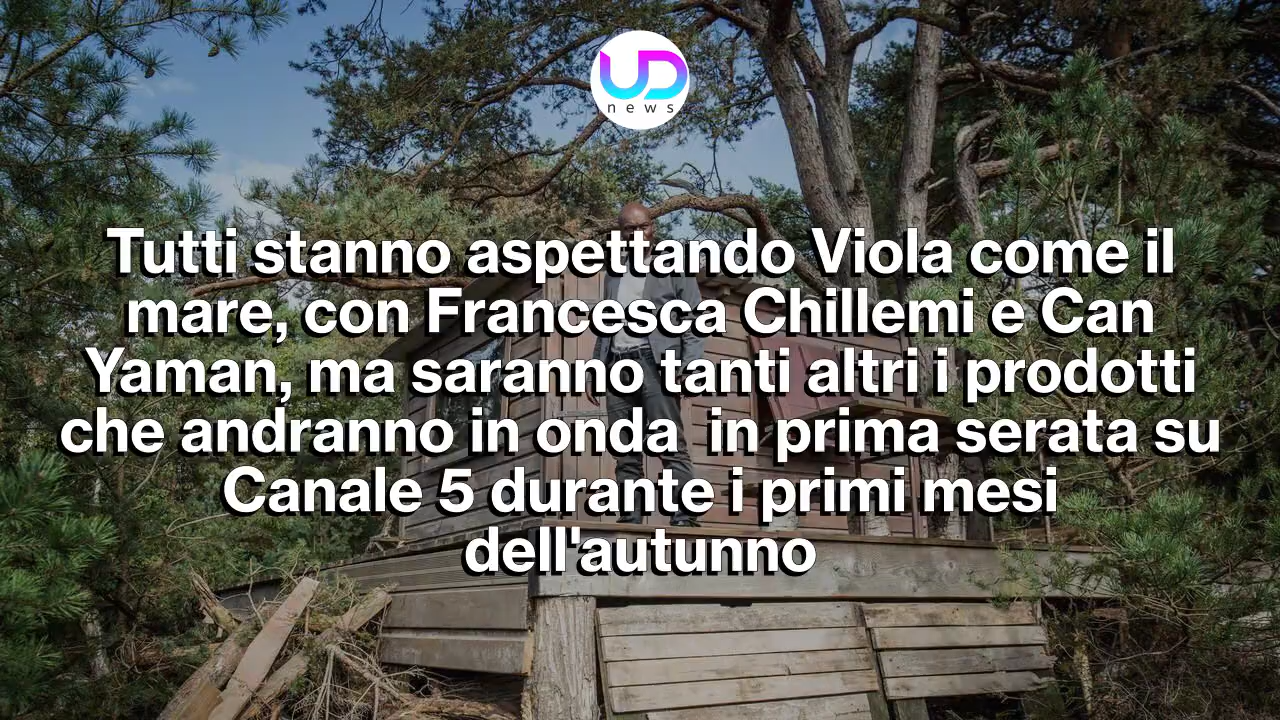 UD
news
Tutti stanno aspettando Viola come il
mare, con Francesca Chillemi e Can
Yaman, ma saranno tanti altri i prodotti
che andranno in onda  in prima serata su
Canale 5 durante i primi mesi
dell'autunno